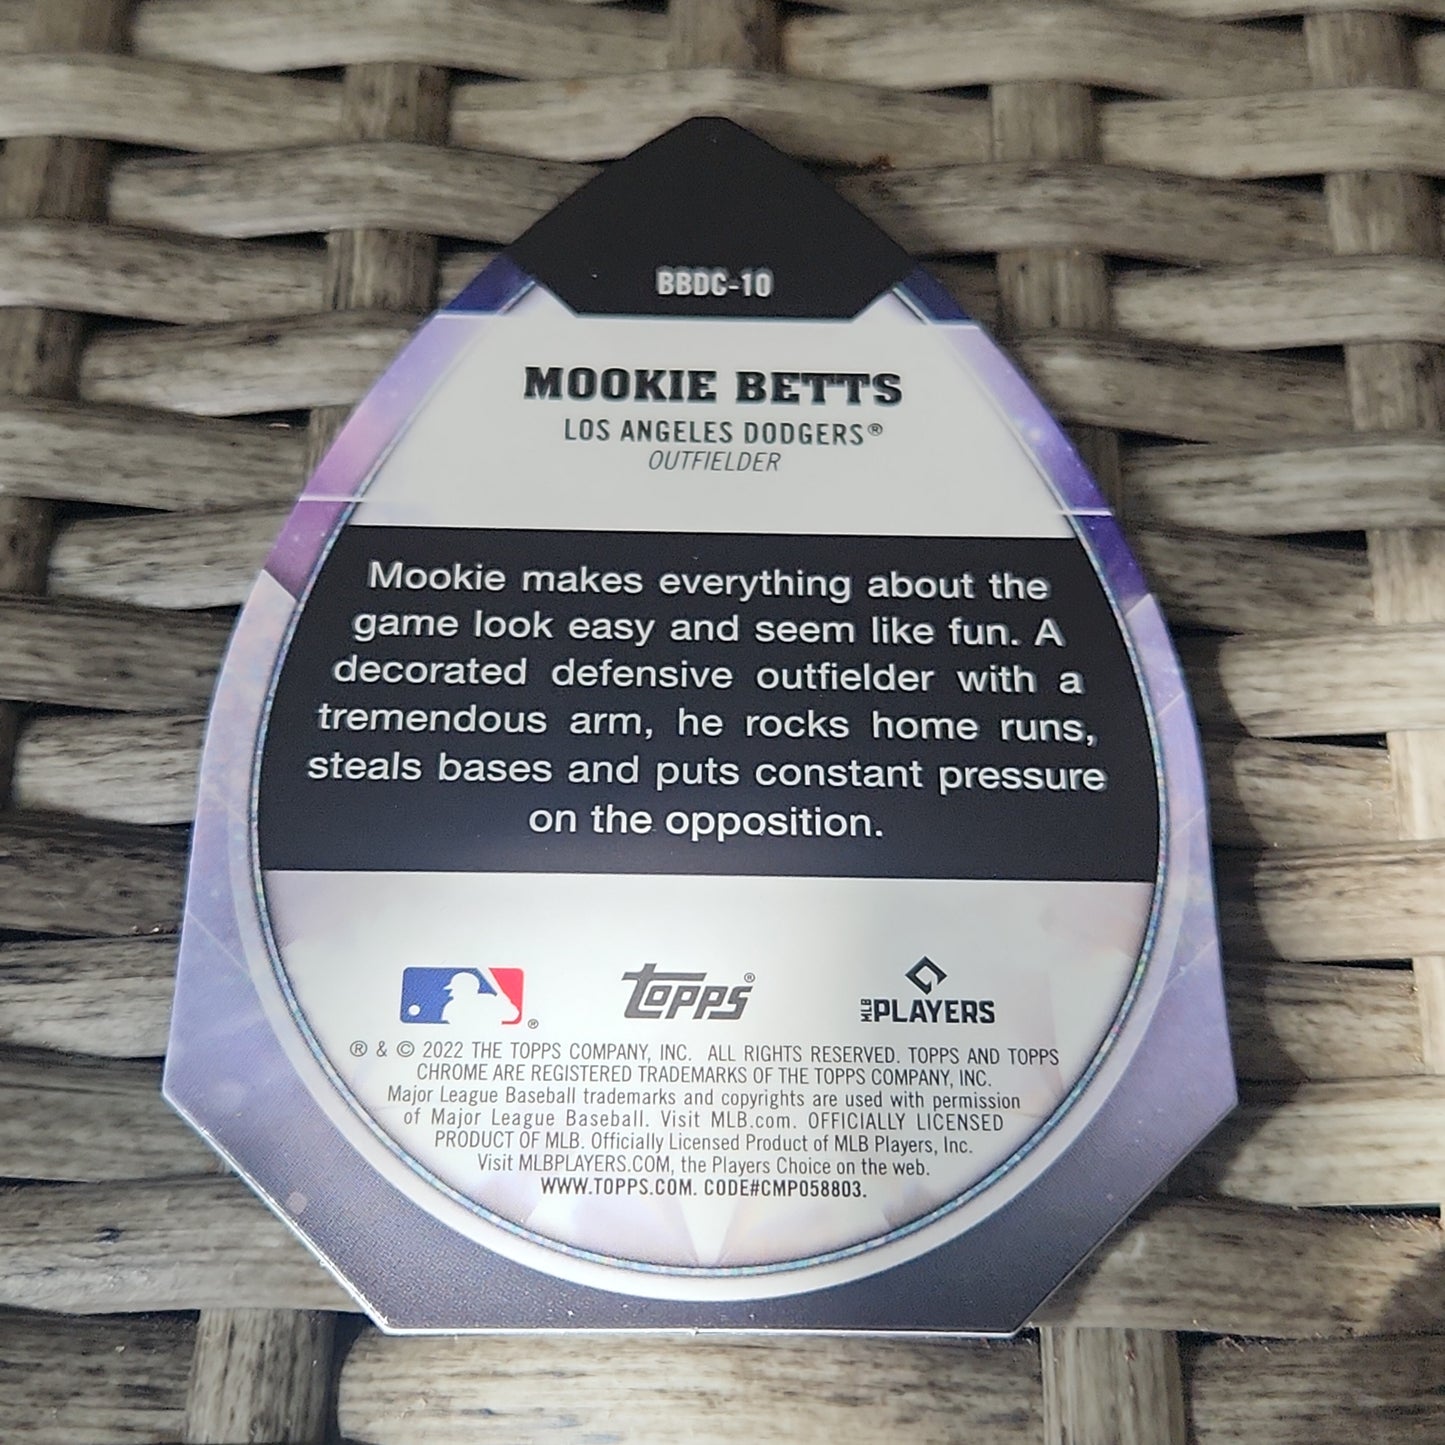 BBDC-10
MOOKIE BETTS
LOS ANGELES DODGERS®
OUTFIELDER
Mookie makes everything about the
game look easy and seem like fun. A
decorated defensive outfielder with a
tremendous arm, he rocks home runs,
steals bases and puts constant pressure
on the opposition.
® topps® MLB PLAYERS
® & © 2022 THE TOPPS COMPANY, INC. ALL RIGHTS RESERVED. TOPPS AND TOPPS
CHROME ARE REGISTERED TRADEMARKS OF THE TOPPS COMPANY, INC.
Major League Baseball trademarks and copyrights are used with permission
of Major League Baseball. Visit MLB.com. OFFICIALLY LICENSED
PRODUCT OF MLB. Officially Licensed Product of MLB Players, Inc.
Visit MLBPLAYERS.COM, the Players Choice on the web.
WWW.TOPPS.COM. CODE#CMP058803.